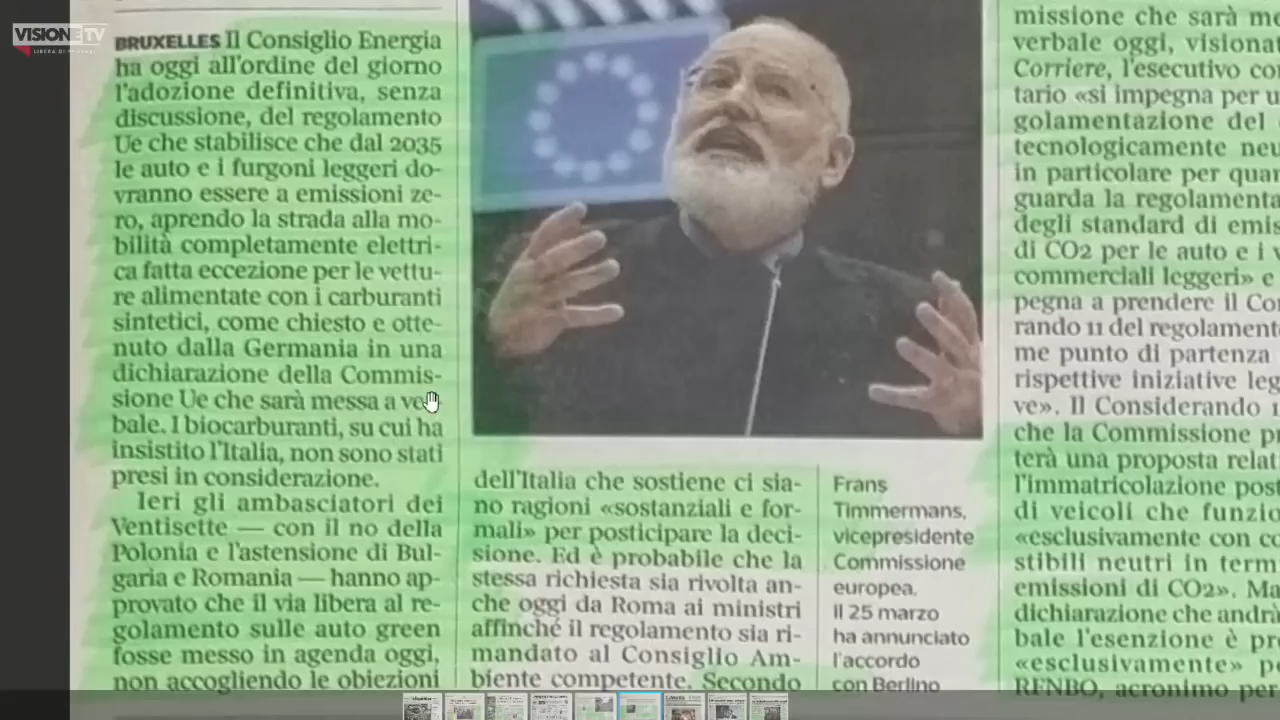 VISIONE TV
BRUXELLES Il Consiglio Energia
ha oggi all'ordine del giorno
l'adozione definitiva, senza
discussione, del regolamento
Ue che stabilisce che dal 2035
le auto e i furgoni leggeri do-
vranno essere a emissioni ze-
ro, aprendo la strada alla mo-
bilità completamente elettri-
ca fatta eccezione per le vettu-
re alimentate con i carburanti
sintetici, come chiesto e otte-
nuto dalla Germania in una
dichiarazione della Commis-
sione Ue che sarà messa a
bale. I biocarburanti, su cui ha
insistito l'Italia, non sono stati
presi in considerazione.
Ieri gli ambasciatori dei
Ventisette — con il no della
Polonia e l'astensione di Bul-
garia e Romania — hanno ap-
provato che il via libera al re-
golamento sulle auto green
fosse messo in agenda oggi,
non accogliendo le obiezioni
dell'Italia che sostiene ci sia-
no ragioni «sostanziali e for-
mali» per posticipare la deci-
sione. Ed è probabile che la
stessa richiesta sia rivolta an-
che oggi da Roma ai ministri
affinché il regolamento sia ri-
mandato al Consiglio Am-
biente competente. Secondo
Frans
Timmermans,
vicepresidente
Commissione
europea.
Il 25 marzo
ha annunciato
l'accordo
con Berlino
missione che sarà me
verbale oggi, visionat
Corriere, l'esecutivo co
tario «si impegna per u
golamentazione del
tecnologicamente neu
in particolare per quan
guarda la regolamenta
degli standard di emis
di CO2 per le auto e i v
commerciali leggeri» e
pegna a prendere il Co
rando 11 del regolament
me punto di partenza
rispettive iniziative leg
ve». Il Considerando 1
che la Commissione pr
terà una proposta relat
l'immatricolazione post
di veicoli che funzio
«esclusivamente con co
stibili neutri in term
emissioni di CO2». Ma
dichiarazione che andrà
bale l'esenzione è pr
«esclusivamente» pe
RFNBO, acronimo per